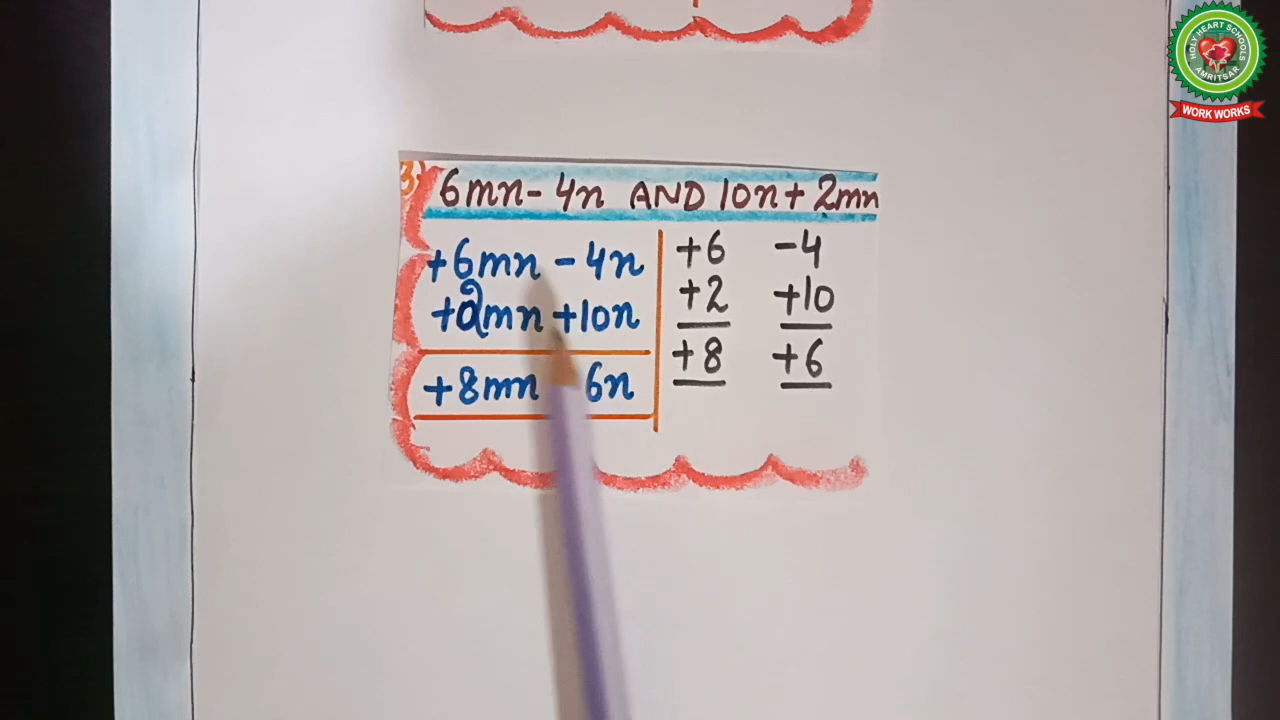 HOLY HEART SCHOOLS
AMRITSAR
WORK WORKS
3) 6mn - 4n AND 10n + 2mn
+6mn - 4n
+2mn +10n
+8mn 6n
+6 -4
+2 +10
+8 +6